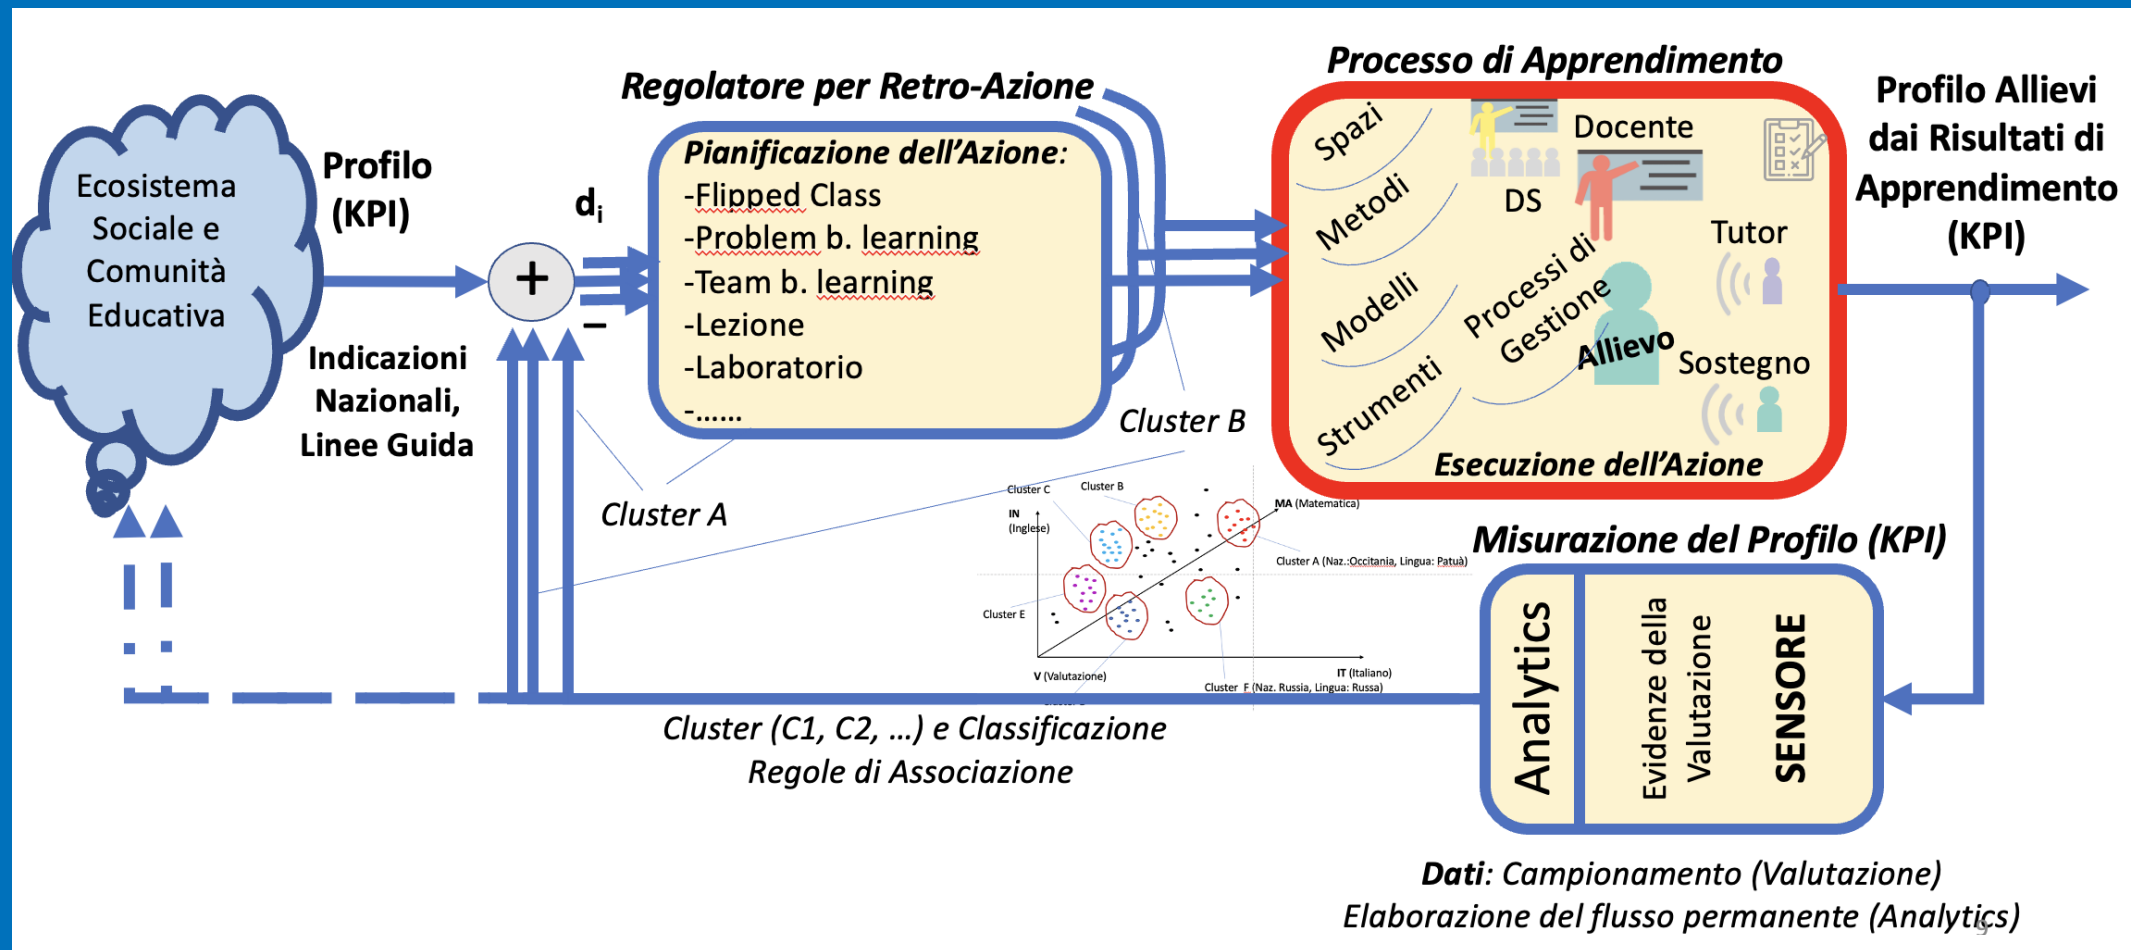 Ecosistema
Sociale e
Comunità
Educativa
Profilo
(KPI)
Indicazioni
Nazionali,
Linee Guida
+
di
–
Regolatore per Retro-Azione
Pianificazione dell’Azione:
-Flipped Class
-Problem b. learning
-Team b. learning
-Lezione
-Laboratorio
-......
Cluster A
Cluster B
Processo di Apprendimento
Spazi
Metodi
Modelli
Strumenti
DS
Docente
Processi di
Gestione
Allievo
Tutor
Sostegno
Esecuzione dell’Azione
Profilo Allievi
dai Risultati di
Apprendimento
(KPI)
Cluster C
Cluster B
IN
(Inglese)
MA (Matematica)
Cluster A (Naz.:Occitania, Lingua: Patuà)
Cluster E
V (Valutazione)
IT (Italiano)
Cluster F (Naz. Russia, Lingua: Russa)
Misurazione del Profilo (KPI)
Analytics
Evidenze della
Valutazione
SENSORE
Cluster (C1, C2, …) e Classificazione
Regole di Associazione
Dati: Campionamento (Valutazione)
Elaborazione del flusso permanente (Analytics)
9